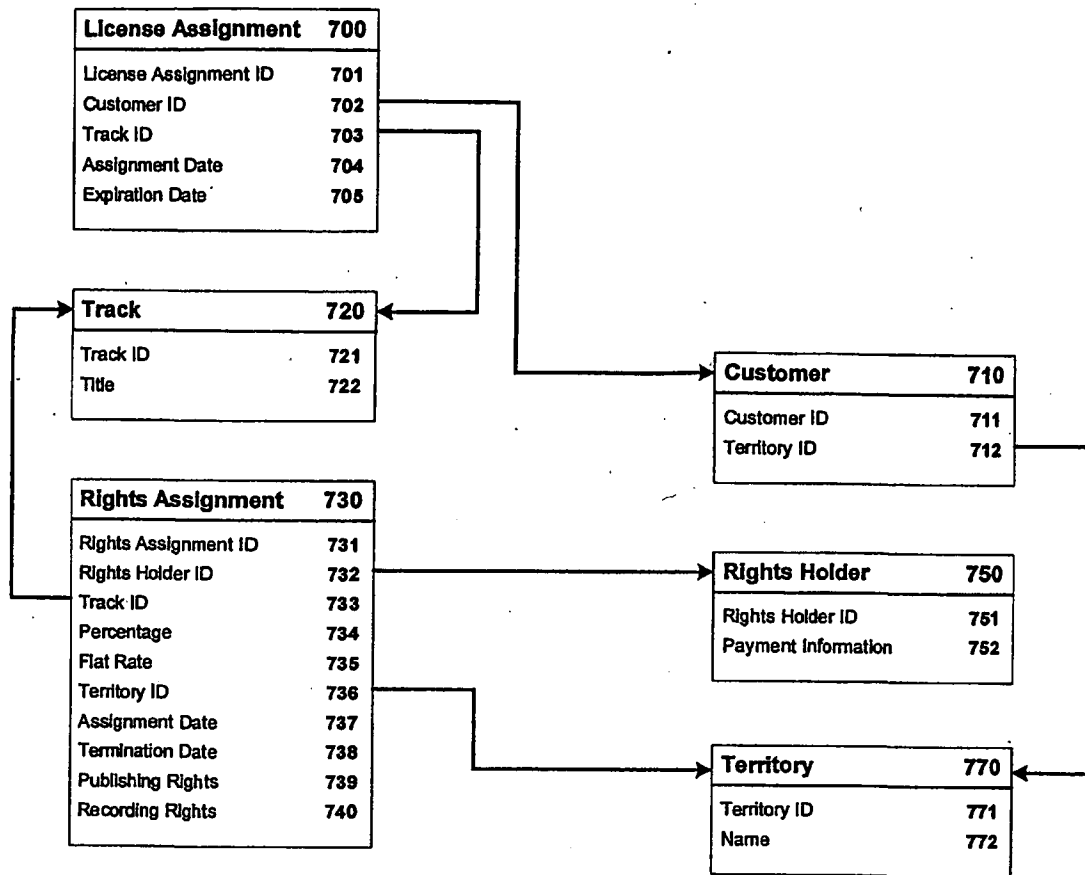 License Assignment 700
License Assignment ID 701
Customer ID 702
Track ID 703
Assignment Date 704
Expiration Date 705
Track 720
Track ID 721
Title 722
Customer 710
Customer ID 711
Territory ID 712
Rights Assignment 730
Rights Assignment ID 731
Rights Holder ID 732
Track ID 733
Percentage 734
Flat Rate 735
Territory ID 736
Assignment Date 737
Termination Date 738
Publishing Rights 739
Recording Rights 740
Rights Holder 750
Rights Holder ID 751
Payment Information 752
Territory 770
Territory ID 771
Name 772